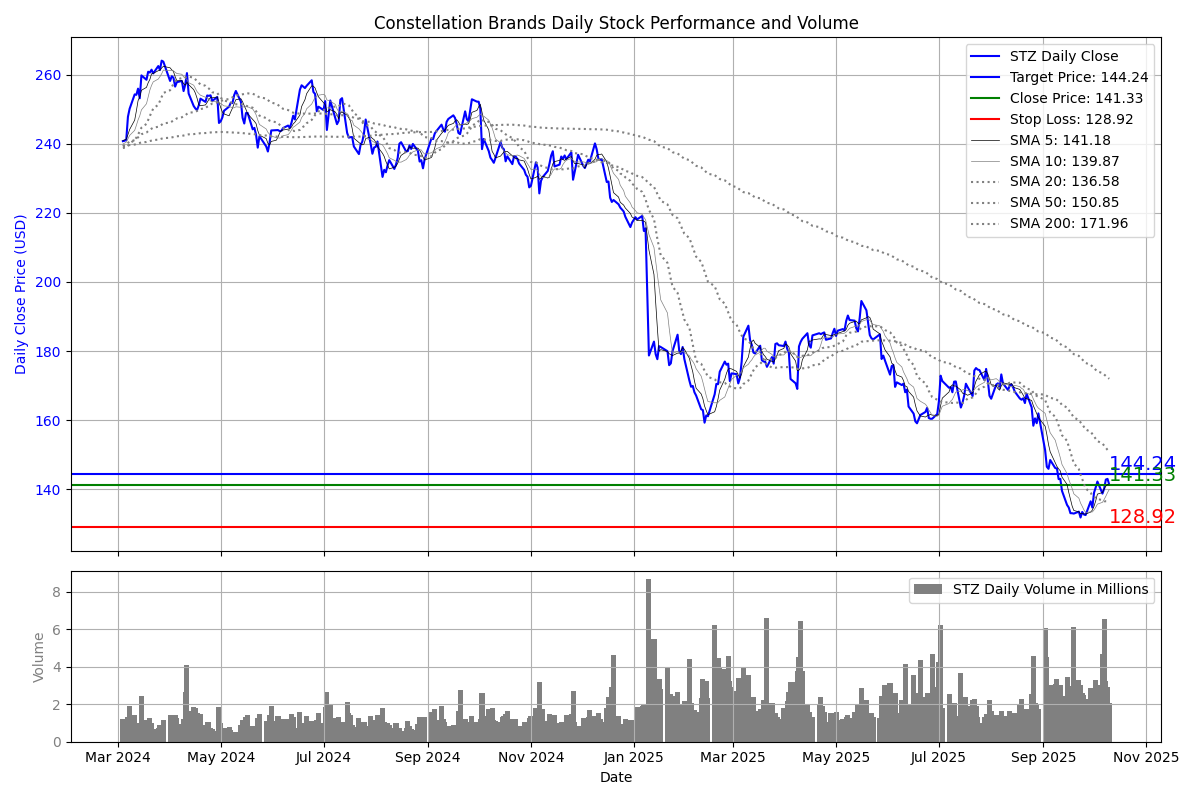 Constellation Brands Daily Stock Performance and Volume
Daily Close Price (USD)
260
240
220
200
180
160
140
STZ Daily Close
Target Price: 144.24
Close Price: 141.33
Stop Loss: 128.92
SMA 5: 141.18
SMA 10: 139.87
SMA 20: 136.58
SMA 50: 150.85
SMA 200: 171.96
144.24
141.33
128.92
Volume
8
6
4
2
0
STZ Daily Volume in Millions
Mar 2024 May 2024 Jul 2024 Sep 2024 Nov 2024 Jan 2025 Mar 2025 May 2025 Jul 2025 Sep 2025 Nov 2025
Date